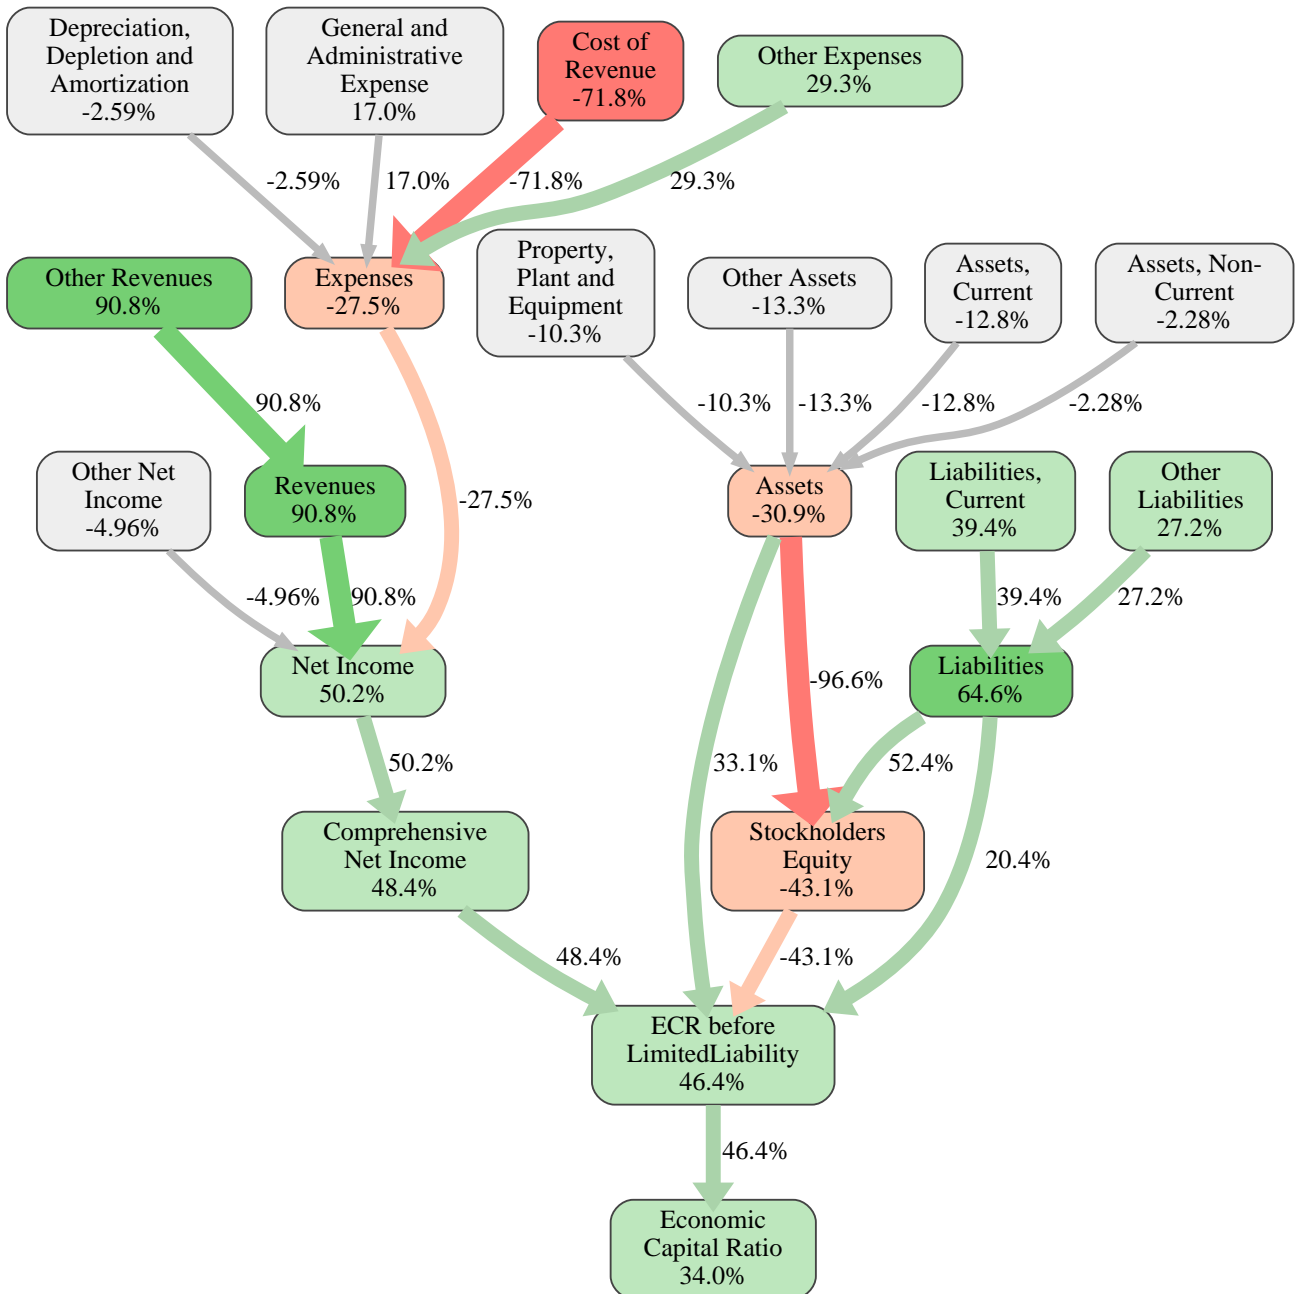 Depreciation,
Depletion and
Amortization
-2.59%
General and
Administrative
Expense
17.0%
Cost of
Revenue
-71.8%
Other Expenses
29.3%
-2.59%
17.0%
-71.8%
29.3%
Other Revenues
90.8%
Expenses
-27.5%
Property,
Plant and
Equipment
-10.3%
Other Assets
-13.3%
Assets,
Current
-12.8%
Assets, Non-
Current
-2.28%
90.8%
-10.3%
-13.3%
-12.8%
-2.28%
Other Net
Income
-4.96%
Revenues
90.8%
-27.5%
Assets
-30.9%
Liabilities,
Current
39.4%
Other
Liabilities
27.2%
-4.96%
90.8%
39.4%
27.2%
Net Income
50.2%
-96.6%
Liabilities
64.6%
50.2%
33.1%
52.4%
Comprehensive
Net Income
48.4%
Stockholders
Equity
-43.1%
20.4%
48.4%
-43.1%
ECR before
LimitedLiability
46.4%
46.4%
Economic
Capital Ratio
34.0%